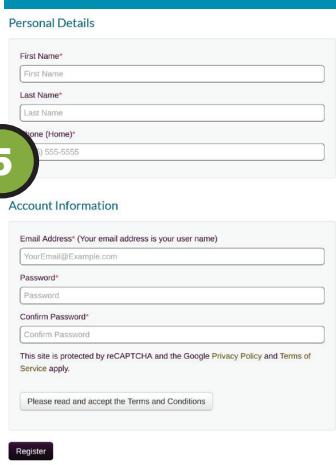 Personal Details
First Name*
First Name
Last Name*
Last Name
(Home)*
555-5555
5
Account Information
Email Address* (Your email address is your user name)
YourEmail@Example.com
Password*
Password
Confirm Password*
Confirm Password
This site is protected by reCAPTCHA and the Google Privacy Policy and Terms of
Service apply.
Please read and accept the Terms and Conditions
Register